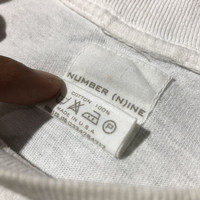 NUMBER (N)INE
COTTON 100%
P
MADE IN U.S.A.